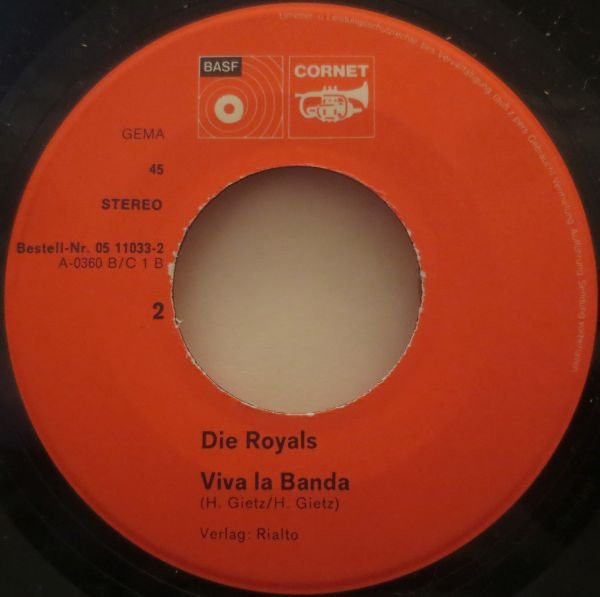 BASF
CORNET
GEMA
45
STEREO
Bestell-Nr. 05 11033-2
A-0360 B/C 1 B
2
Die Royals
Viva la Banda
(H. Gietz/H. Gietz)
Verlag: Rialto